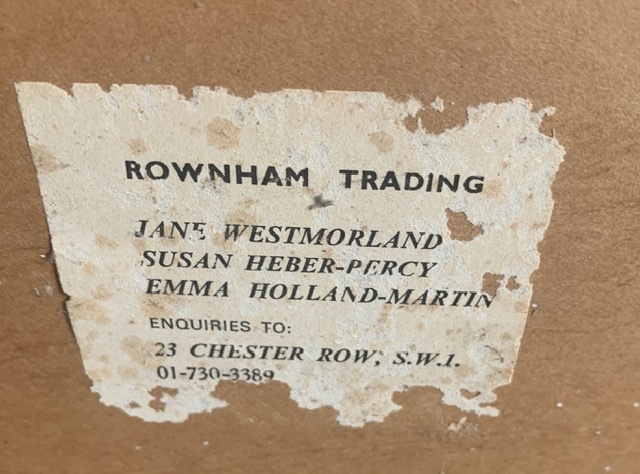 ROWNHAM TRADING
JANE WESTMORLAND
SUSAN HEBER-PERCY
EMMA HOLLAND-MARTIN
ENQUIRIES TO:
23 CHESTER ROW, S.W.1.
01-730-3389